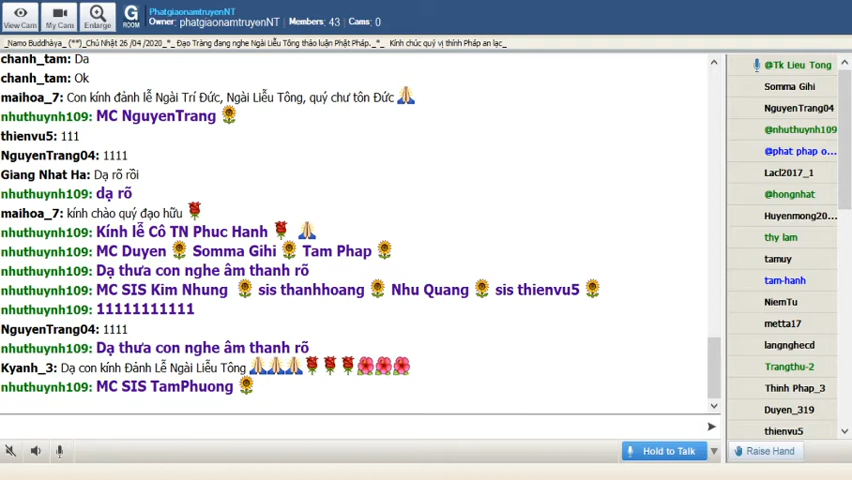 View Cam
My Cam
Enlarge
G ROOM
PhatgiaonamtruyenNT
Owner: phatgiaonamtruyenNT Members: 43 Cams: 0
_Namo Buddhàya_ (**)_Chủ Nhật 26 /04 /2020_*_ Đạo Tràng đang nghe Ngài Liễu Tông thảo luận Phật Pháp._*_ Kính chúc quý vị thính Pháp an lạc_
chanh_tam: Da
chanh_tam: Ok
maihoa_7: Con kính đảnh lễ Ngài Trí Đức, Ngài Liễu Tông, quý chư tôn Đức 🙏
nhuthuynh109: MC NguyenTrang 🌻
thienvu5: 111
NguyenTrang04: 1111
Giang Nhat Ha: Dạ rõ rồi
nhuthuynh109: dạ rõ
maihoa_7: kính chào quý đạo hữu 🌹
nhuthuynh109: Kính lễ Cô TN Phuc Hanh 🌹 🙏
nhuthuynh109: MC Duyen 🌻 Somma Gihi 🌻 Tam Phap 🌻
nhuthuynh109: Dạ thưa con nghe âm thanh rõ
nhuthuynh109: MC SIS Kim Nhung 🌻 sis thanhhoang 🌻 Nhu Quang 🌻 sis thienvu5 🌻
nhuthuynh109: 11111111111
NguyenTrang04: 1111
nhuthuynh109: Dạ thưa con nghe âm thanh rõ
Kyanh_3: Dạ con kính Đảnh Lễ Ngài Liễu Tông 🙏🙏🙏🌹🌹🌹🌺🌺🌺
nhuthuynh109: MC SIS TamPhuong 🌻
@Tk Lieu Tong
Somma Gihi
NguyenTrang04
@nhuthuynh109
@phat phap o...
Lacl2017_1
@hongnhat
Huyenmong20...
thy lam
tamuy
tam-hanh
NiemTu
metta17
langnghecd
Trangthu-2
Thinh Phap_3
Duyen_319
thienvu5
Hold to Talk
Raise Hand